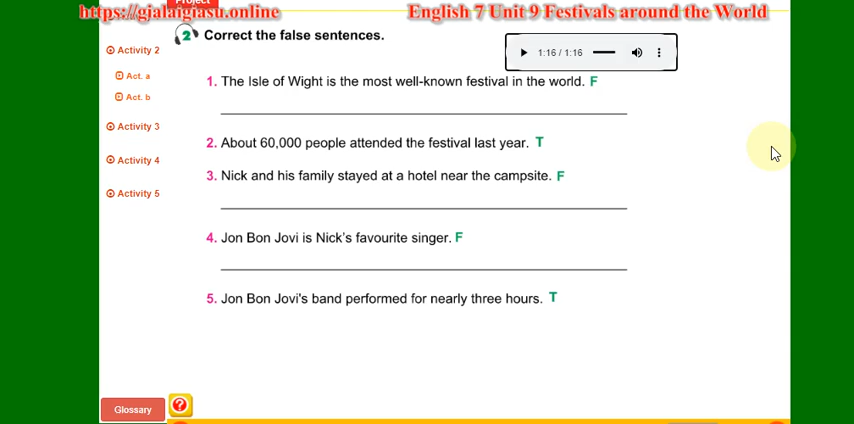 Project
https://gjalaigiasu.online
English 7 Unit 9 Festivals around the World
2 Correct the false sentences.
Activity 2
Act. a
Act. b
Activity 3
Activity 4
Activity 5
1:16 / 1:16
1. The Isle of Wight is the most well-known festival in the world. F
2. About 60,000 people attended the festival last year. T
3. Nick and his family stayed at a hotel near the campsite. F
4. Jon Bon Jovi is Nick's favourite singer. F
5. Jon Bon Jovi's band performed for nearly three hours. T
Glossary
?